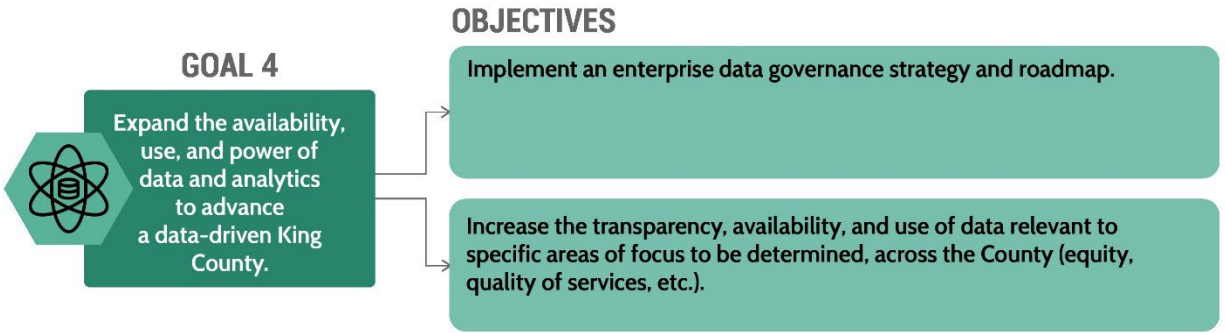 GOAL 4
Expand the availability,
use, and power of
data and analytics
to advance
a data-driven King
County.
OBJECTIVES
Implement an enterprise data governance strategy and roadmap.
Increase the transparency, availability, and use of data relevant to
specific areas of focus to be determined, across the County (equity,
quality of services, etc.).